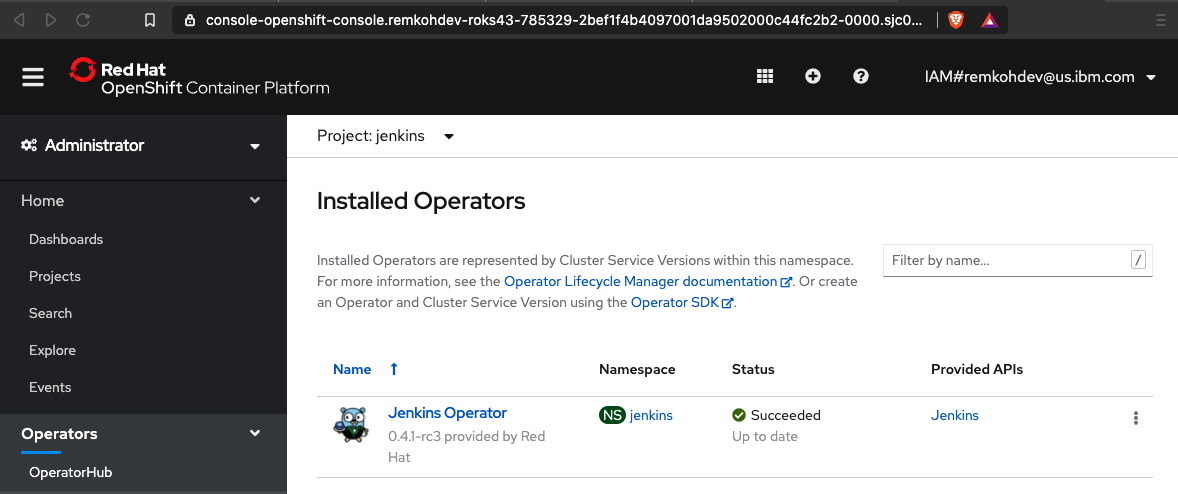 console-openshift-console.remkohdev-roks43-785329-2bef1f4b4097001da9502000c44fc2b2-0000.sjc0...
Red Hat
OpenShift Container Platform
IAM#remkohdev@us.ibm.com
Administrator
Home
Dashboards
Projects
Search
Explore
Events
Operators
OperatorHub
Project: jenkins
Installed Operators
Installed Operators are represented by Cluster Service Versions within this namespace.
For more information, see the Operator Lifecycle Manager documentation. Or create
an Operator and Cluster Service Version using the Operator SDK.
Filter by name...
/
Name Namespace Status Provided APIs
Jenkins Operator NS jenkins Succeeded Jenkins
0.4.1-rc3 provided by Red Up to date
Hat